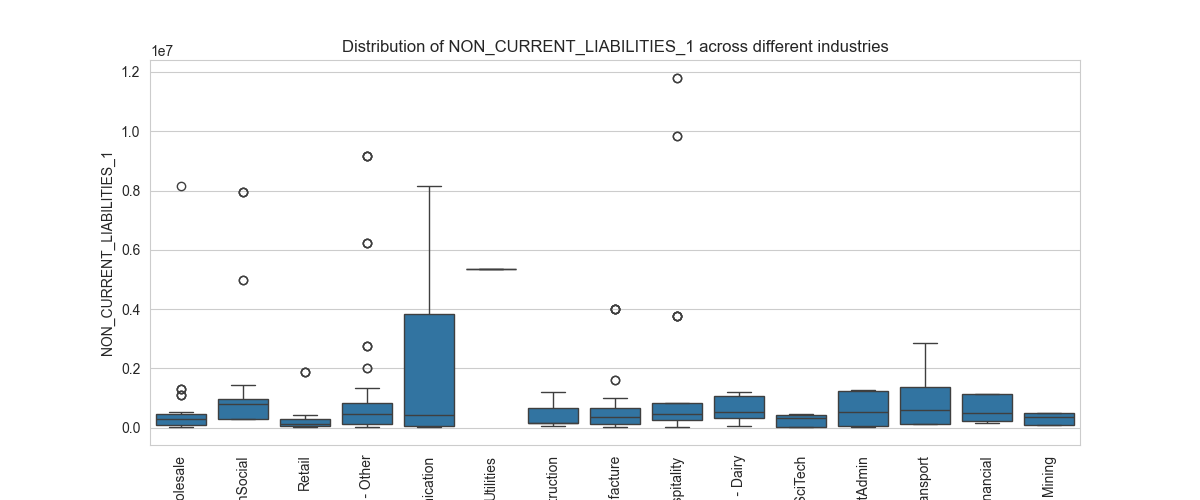 Distribution of NON_CURRENT_LIABILITIES_1 across different industries
1e7
NON_CURRENT_LIABILITIES_1
1.2
1.0
0.8
0.6
0.4
0.2
0.0
olesale
nSocial
Retail
- Other
nication
Utilities
truction
facture
spitality
- Dairy
SciTech
tAdmin
ansport
nancial
Mining